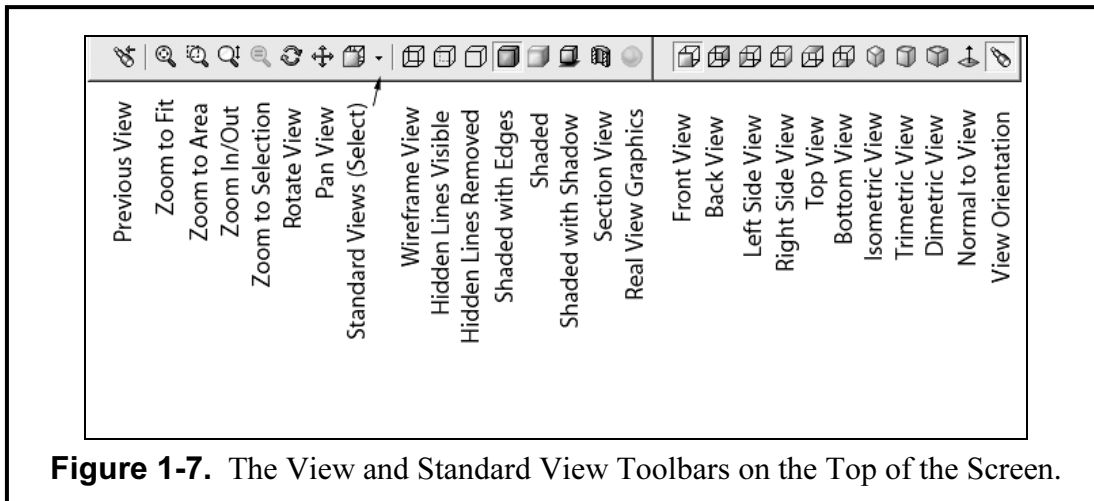 Previous View
Zoom to Fit
Zoom to Area
Zoom In/Out
Zoom to Selection
Rotate View
Pan View
Standard Views (Select)
Wireframe View
Hidden Lines Visible
Hidden Lines Removed
Shaded with Edges
Shaded
Shaded with Shadow
Section View
Real View Graphics
Front View
Back View
Left Side View
Right Side View
Top View
Bottom View
Isometric View
Trimetric View
Dimetric View
Normal to View
View Orientation
Figure 1-7. The View and Standard View Toolbars on the Top of the Screen.